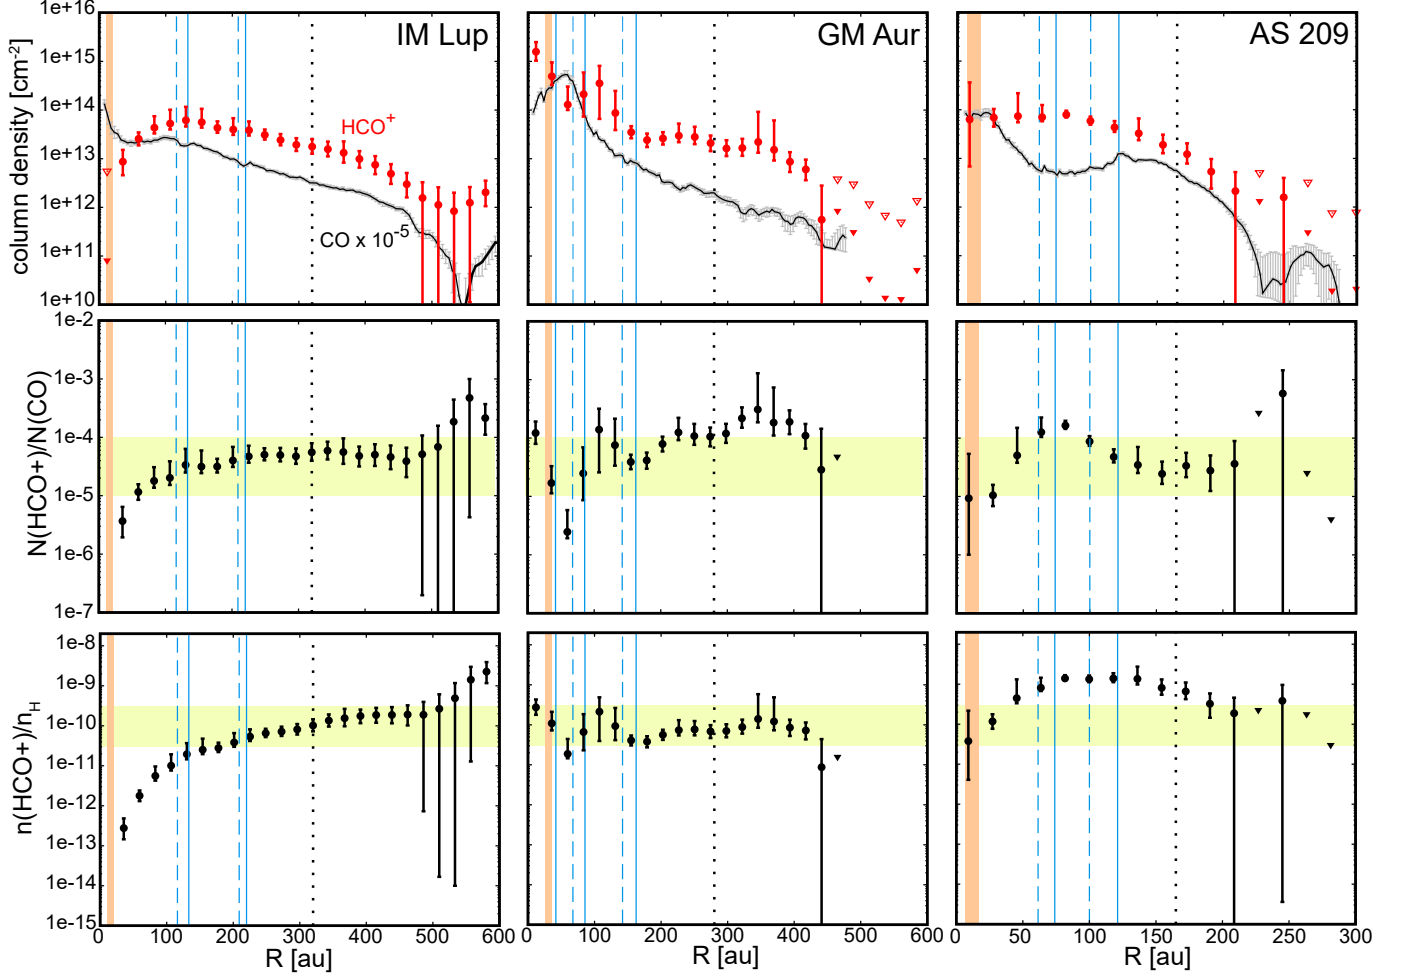 IM Lup
GM Aur
AS 209
column density [cm⁻²]
1e+16
1e+15
1e+14
1e+13
1e+12
1e+11
1e+10
HCO⁺
CO x 10⁻⁵
N(HCO+)/N(CO)
1e-2
1e-3
1e-4
1e-5
1e-6
1e-7
n(HCO+)/n_H
1e-8
1e-9
1e-10
1e-11
1e-12
1e-13
1e-14
1e-15
0 100 200 300 400 500 600
0 100 200 300 400 500 600
0 50 100 150 200 250 300
R [au]
R [au]
R [au]